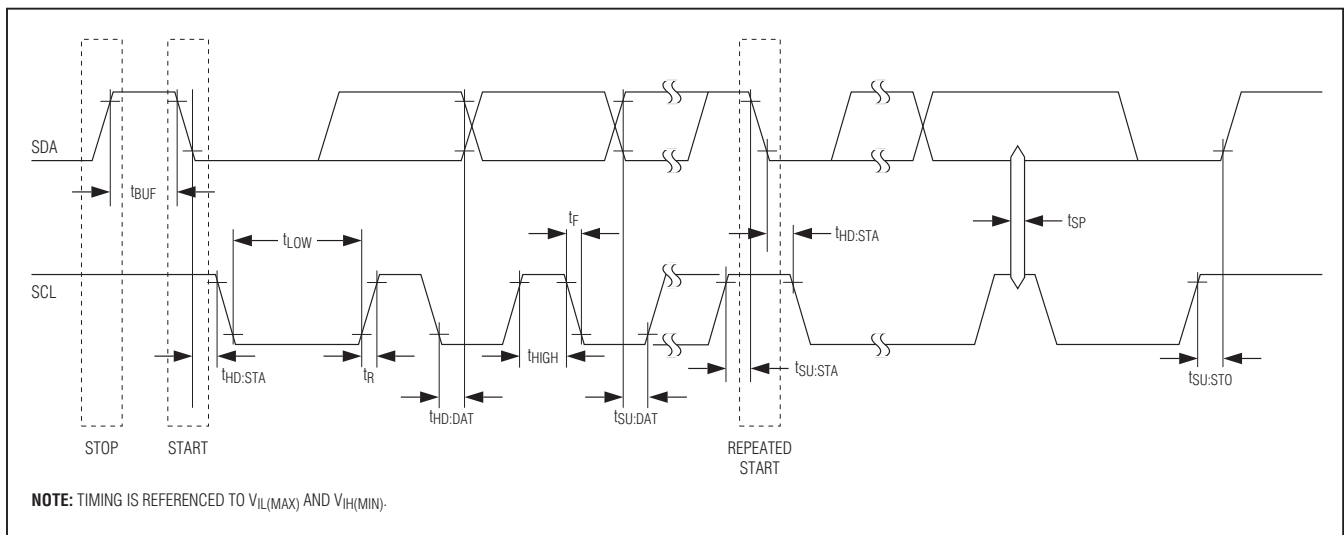 SDA
tBUF
tF
tLOW
tHD:STA
tSP
SCL
tHD:STA
tR
tHIGH
tSU:STA
tSU:STO
tHD:DAT
tSU:DAT
STOP
START
REPEATED
START
NOTE: TIMING IS REFERENCED TO VIL(MAX) AND VIH(MIN).